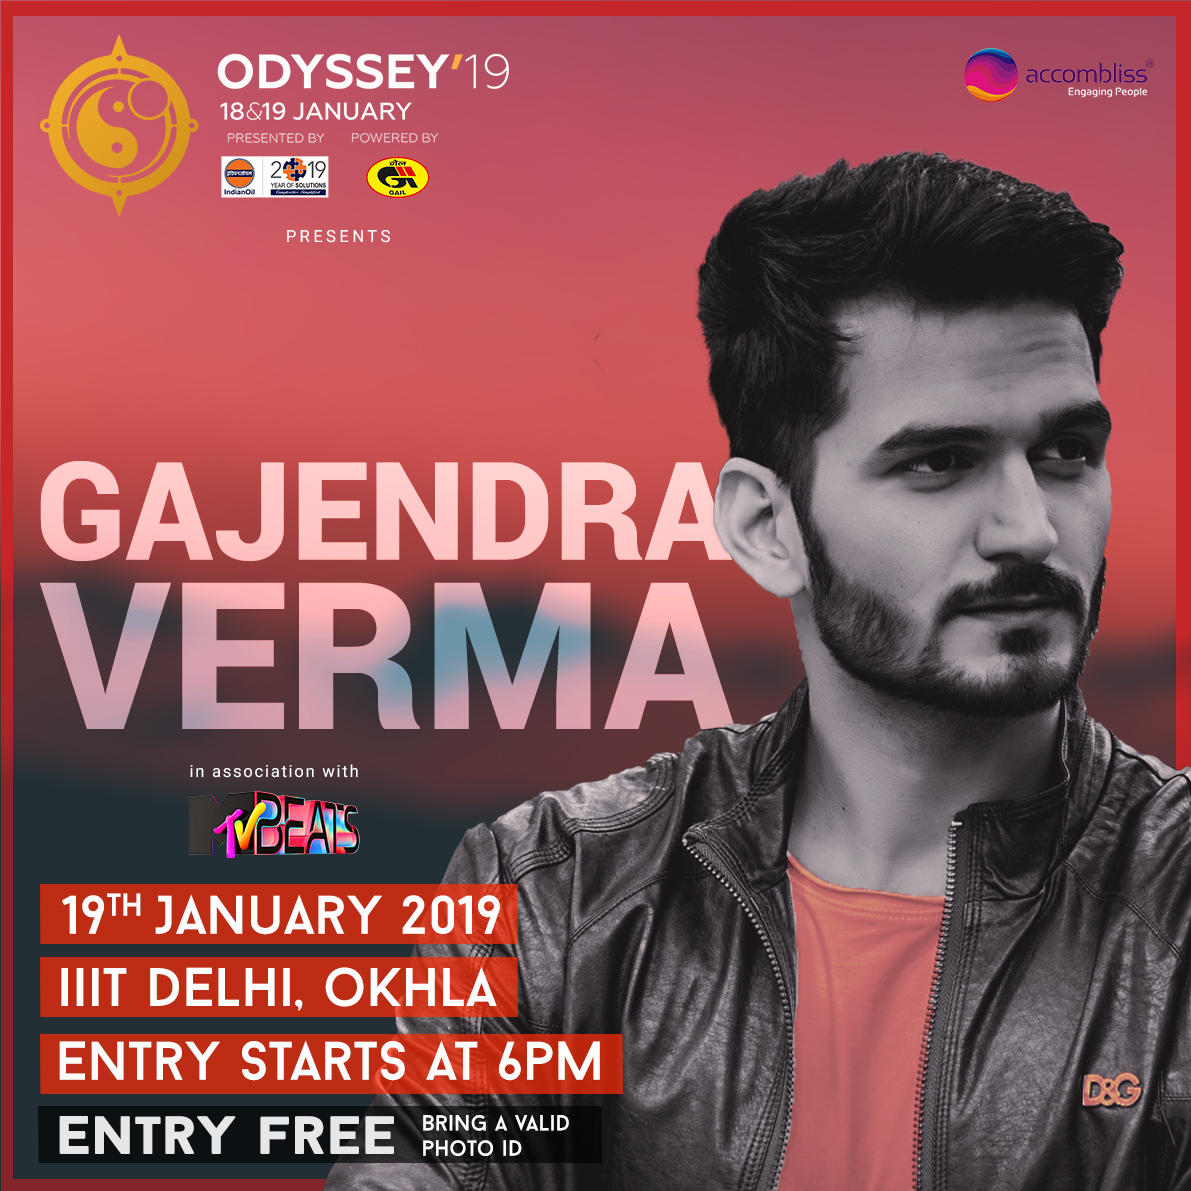 ODYSSEY'19
18&19 JANUARY
PRESENTED BY POWERED BY
इंडियनऑयल
IndianOil
2019
YEAR OF SOLUTIONS
गेल
GAIL
PRESENTS
accombliss®
Engaging People
GAJENDRA
VERMA
in association with
MTV BEATS
19TH JANUARY 2019
IIIT DELHI, OKHLA
ENTRY STARTS AT 6PM
ENTRY FREE
BRING A VALID
PHOTO ID
D&G